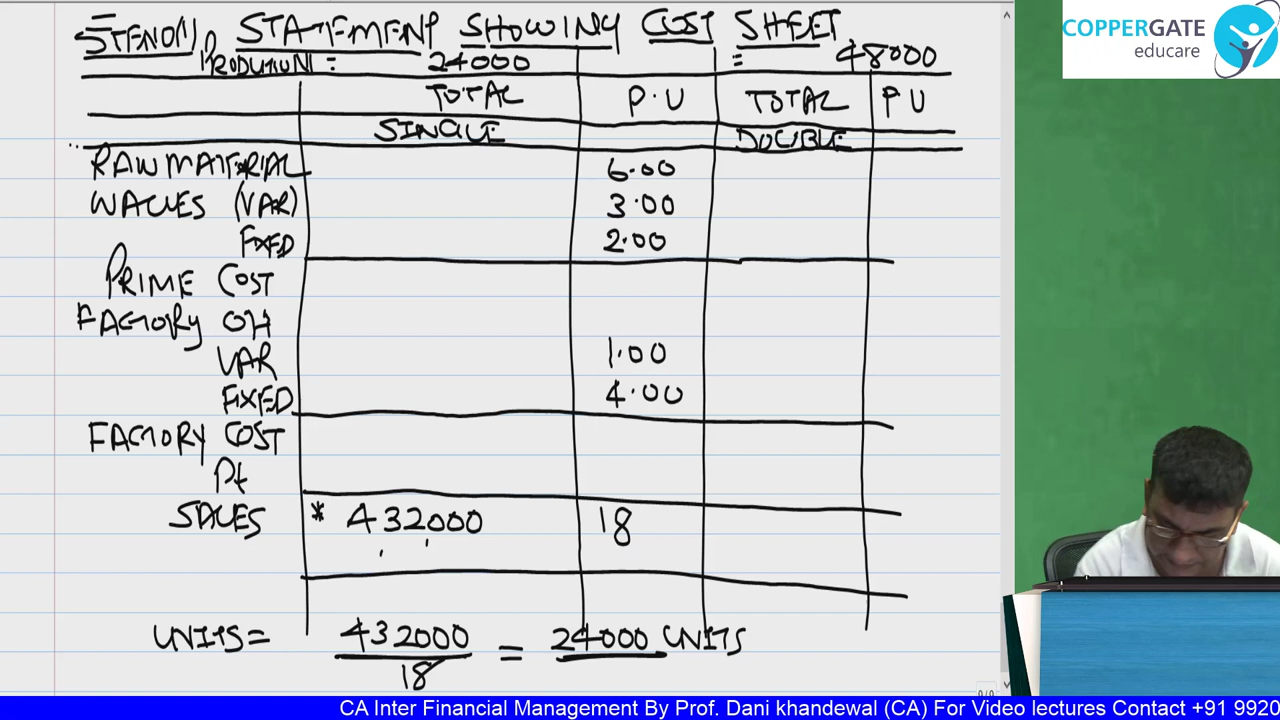 STATEMENT SHOWING COST SHEET
COPPERGATE
educare
PRODUCTION = 24000 = 48000
TOTAL P.U TOTAL P U
SINGLE DOUBLE
RAW MATERIAL 6.00
WAGES (VAR) 3.00
FIXED 2.00
PRIME COST
FACTORY OH
VAR 1.00
FIXED 4.00
FACTORY COST
Pt
SALES * 432000 18
UNITS = 432000 / 18 = 24000 UNITS
CA Inter Financial Management By Prof. Dani khandewal (CA) For Video lectures Contact +91 9920